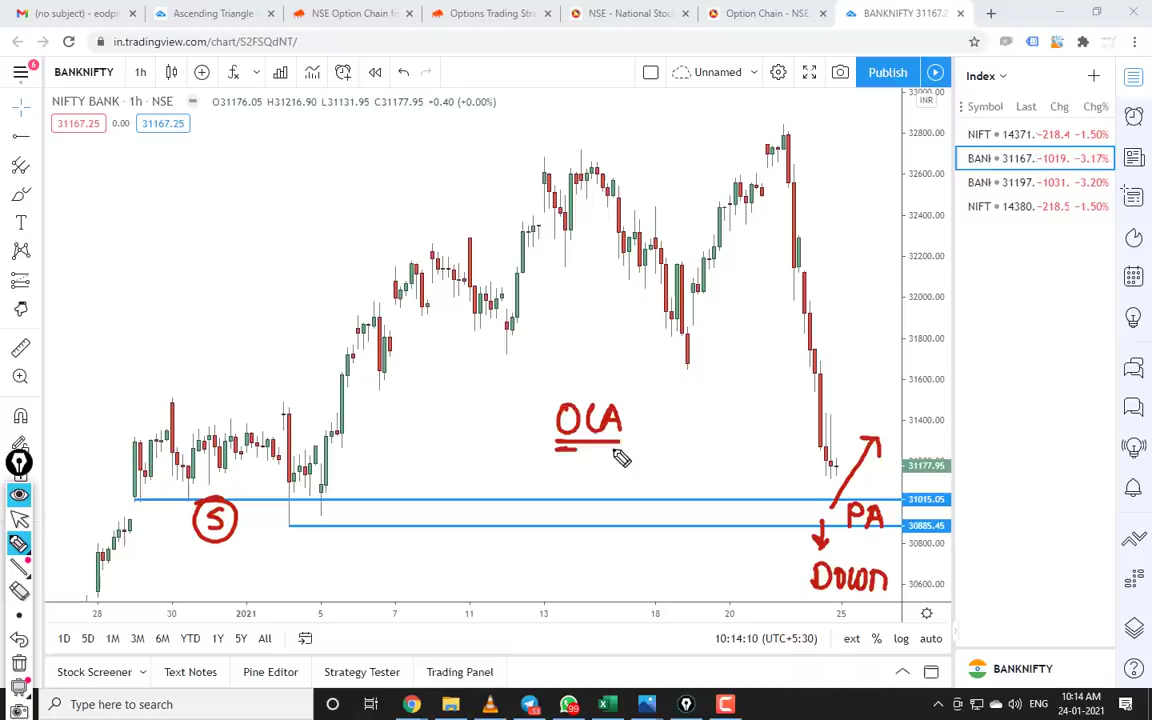 (no subject) - eodpr
Ascending Triangle -
NSE Option Chain fo
Options Trading Stra
NSE - National Stoc
Option Chain - NSE
BANKNIFTY 31167.2
in.tradingview.com/chart/S2FSQdNT/
6
BANKNIFTY
1h
Unnamed
Publish
Index
NIFTY BANK · 1h · NSE
O31176.05 H31216.90 L31131.95 C31177.95 +0.40 (+0.00%)
31167.25 0.00 31167.25
33000.00
INR
Symbol Last Chg Chg%
NIFT 14371. -218.4 -1.50%
BANI 31167. -1019. -3.17%
BANI 31197. -1031. -3.20%
NIFT 14380. -218.5 -1.50%
32800.00
32600.00
32400.00
32200.00
32000.00
31800.00
31600.00
31400.00
31177.95
31015.05
30885.45
30800.00
30600.00
OCA
S
PA
Down
28 30 2021 5 7 13 18 20 25
1D 5D 1M 3M 6M YTD 1Y 5Y All
10:14:10 (UTC+5:30) ext % log auto
Stock Screener Text Notes Pine Editor Strategy Tester Trading Panel
BANKNIFTY
Type here to search
53
99
ENG
10:14 AM
24-01-2021